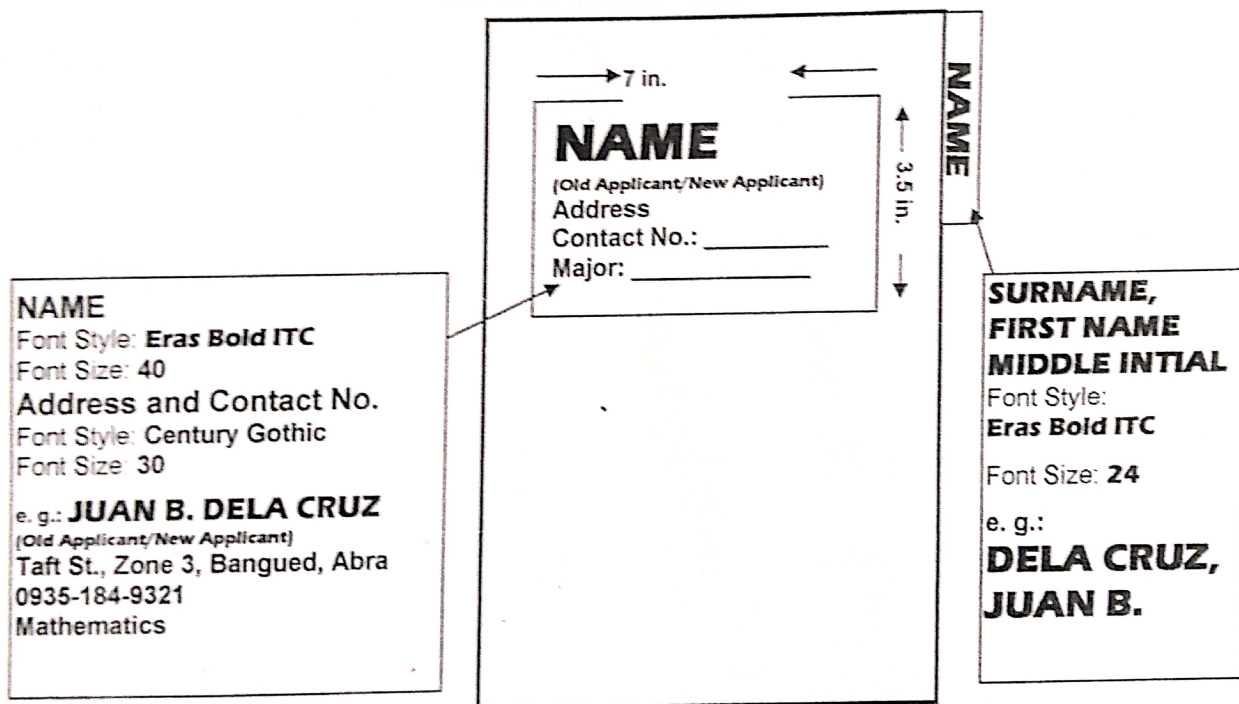 7 in.
NAME
(Old Applicant/New Applicant)
Address
Contact No.: __________
Major: ______________
3.5 in.
NAME
NAME
Font Style: Eras Bold ITC
Font Size: 40
Address and Contact No.
Font Style: Century Gothic
Font Size: 30
e. g.: JUAN B. DELA CRUZ
(Old Applicant/New Applicant)
Taft St., Zone 3, Bangued, Abra
0935-184-9321
Mathematics
SURNAME,
FIRST NAME
MIDDLE INTIAL
Font Style:
Eras Bold ITC
Font Size: 24
e. g.:
DELA CRUZ,
JUAN B.